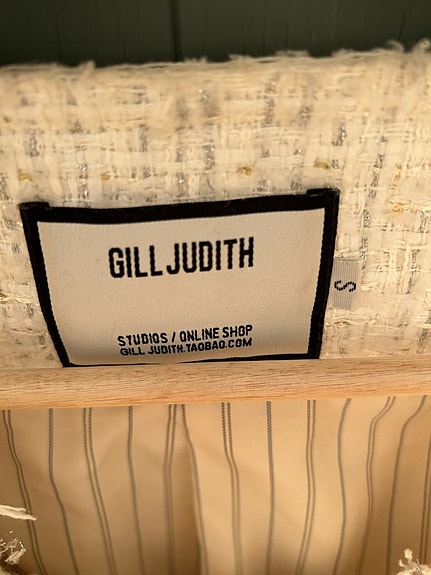 GILL JUDITH
S
STUDIOS / ONLINE SHOP
GILL JUDITH.TAOBAO.COM